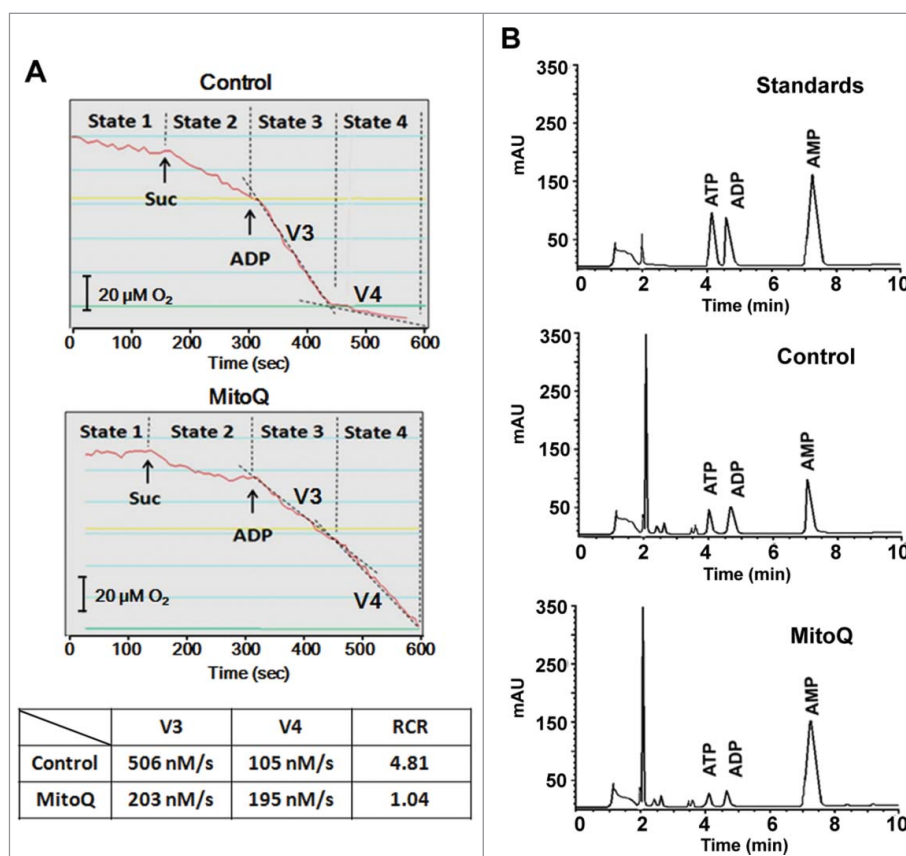 A
Control
State 1 State 2 State 3 State 4
Suc
ADP
V3
V4
20 µM O2
0 100 200 300 400 500 600
Time (sec)
MitoQ
State 1 State 2 State 3 State 4
Suc
ADP
V3
V4
20 µM O2
0 100 200 300 400 500 600
Time (sec)
V3 V4 RCR
Control 506 nM/s 105 nM/s 4.81
MitoQ 203 nM/s 195 nM/s 1.04
B
Standards
350
250
150
50
mAU
ATP
ADP
AMP
0 2 4 6 8 10
Time (min)
Control
350
250
150
50
mAU
ATP
ADP
AMP
0 2 4 6 8 10
Time (min)
MitoQ
350
250
150
50
mAU
ATP
ADP
AMP
0 2 4 6 8 10
Time (min)